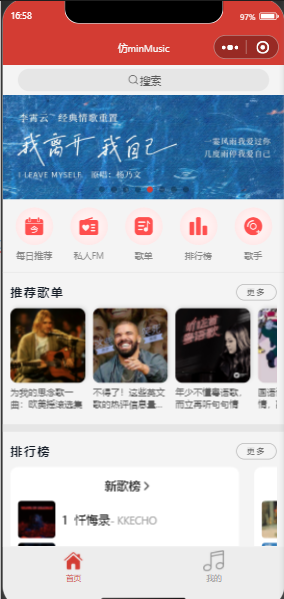 16:58
97%
仿minMusic
搜索
李霄云~经典情歌重置
我离开我自己
一霎风雨我爱过你
几度雨停我爱自己
I LEAVE MYSELF 原唱：杨乃文
每日推荐
私人FM
歌单
排行榜
歌手
推荐歌单
更多
为我的思念歌一
曲：欧美摇滚选集
不得了！这些英文
歌的热评信息量...
年少不懂粤语歌，
而立再听句句情
国语
排行榜
更多
新歌榜 >
1 忏悔录- KKECHO
首页
我的